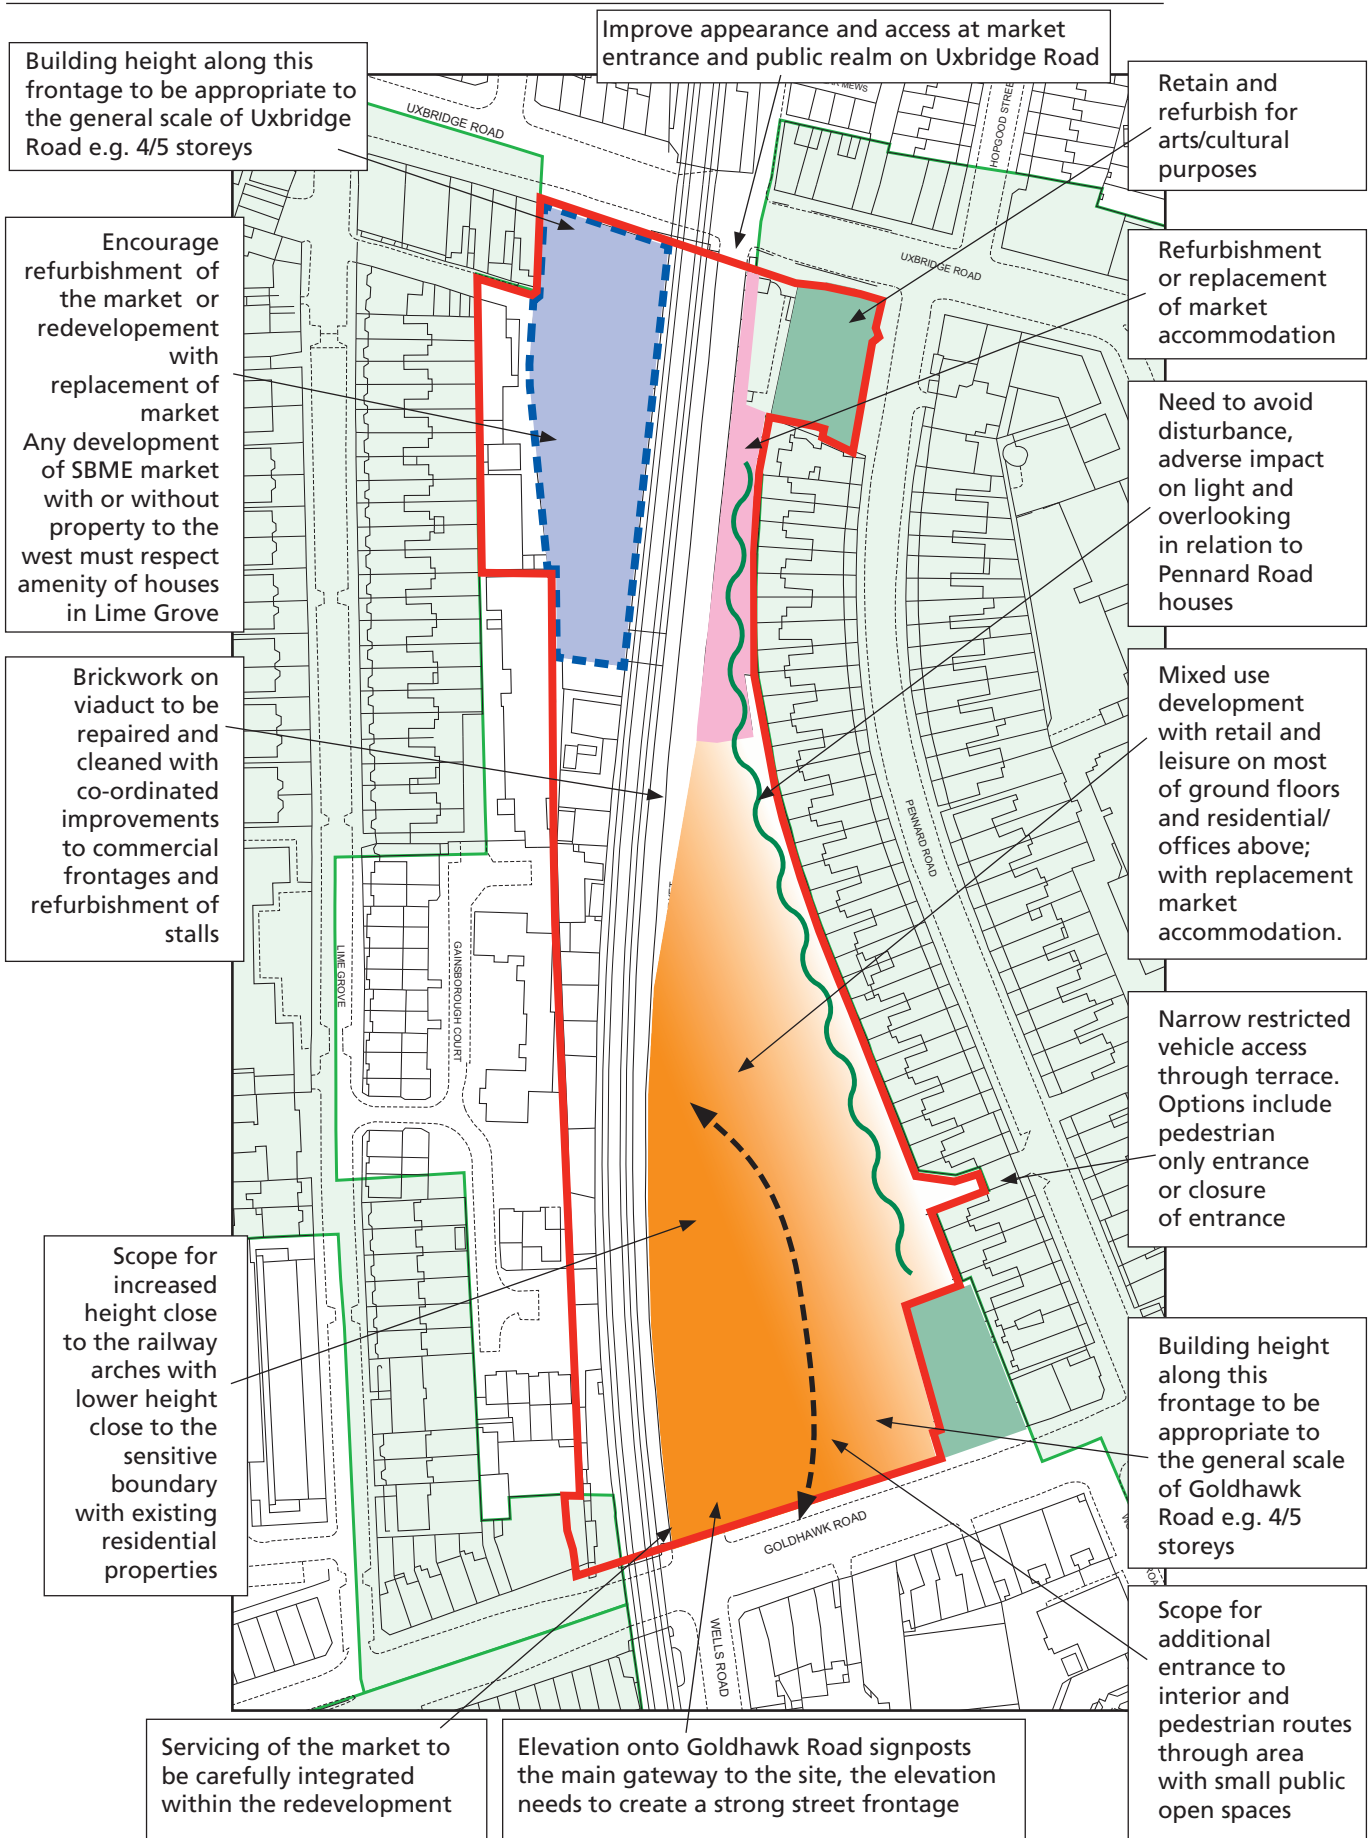 Improve appearance and access at market
entrance and public realm on Uxbridge Road
Building height along this
frontage to be appropriate to
the general scale of Uxbridge
Road e.g. 4/5 storeys
Retain and
refurbish for
arts/cultural
purposes
Encourage
refurbishment of
the market or
redevelopement
with
replacement of
market
Any development
of SBME market
with or without
property to the
west must respect
amenity of houses
in Lime Grove
Refurbishment
or replacement
of market
accommodation
Need to avoid
disturbance,
adverse impact
on light and
overlooking
in relation to
Pennard Road
houses
Brickwork on
viaduct to be
repaired and
cleaned with
co-ordinated
improvements
to commercial
frontages and
refurbishment of
stalls
Mixed use
development
with retail and
leisure on most
of ground floors
and residential/
offices above;
with replacement
market
accommodation.
Narrow restricted
vehicle access
through terrace.
Options include
pedestrian
only entrance
or closure
of entrance
Scope for
increased
height close
to the railway
arches with
lower height
close to the
sensitive
boundary
with existing
residential
properties
Building height
along this
frontage to be
appropriate to
the general scale
of Goldhawk
Road e.g. 4/5
storeys
Scope for
additional
entrance to
interior and
pedestrian routes
through area
with small public
open spaces
Servicing of the market to
be carefully integrated
within the redevelopment
Elevation onto Goldhawk Road signposts
the main gateway to the site, the elevation
needs to create a strong street frontage
UXBRIDGE ROAD
MEWS
HOPGOOD STREE
UXBRIDGE ROAD
PENNARD ROAD
LIME GROVE
GAINSBOROUGH COURT
GOLDHAWK ROAD
WELLS ROAD